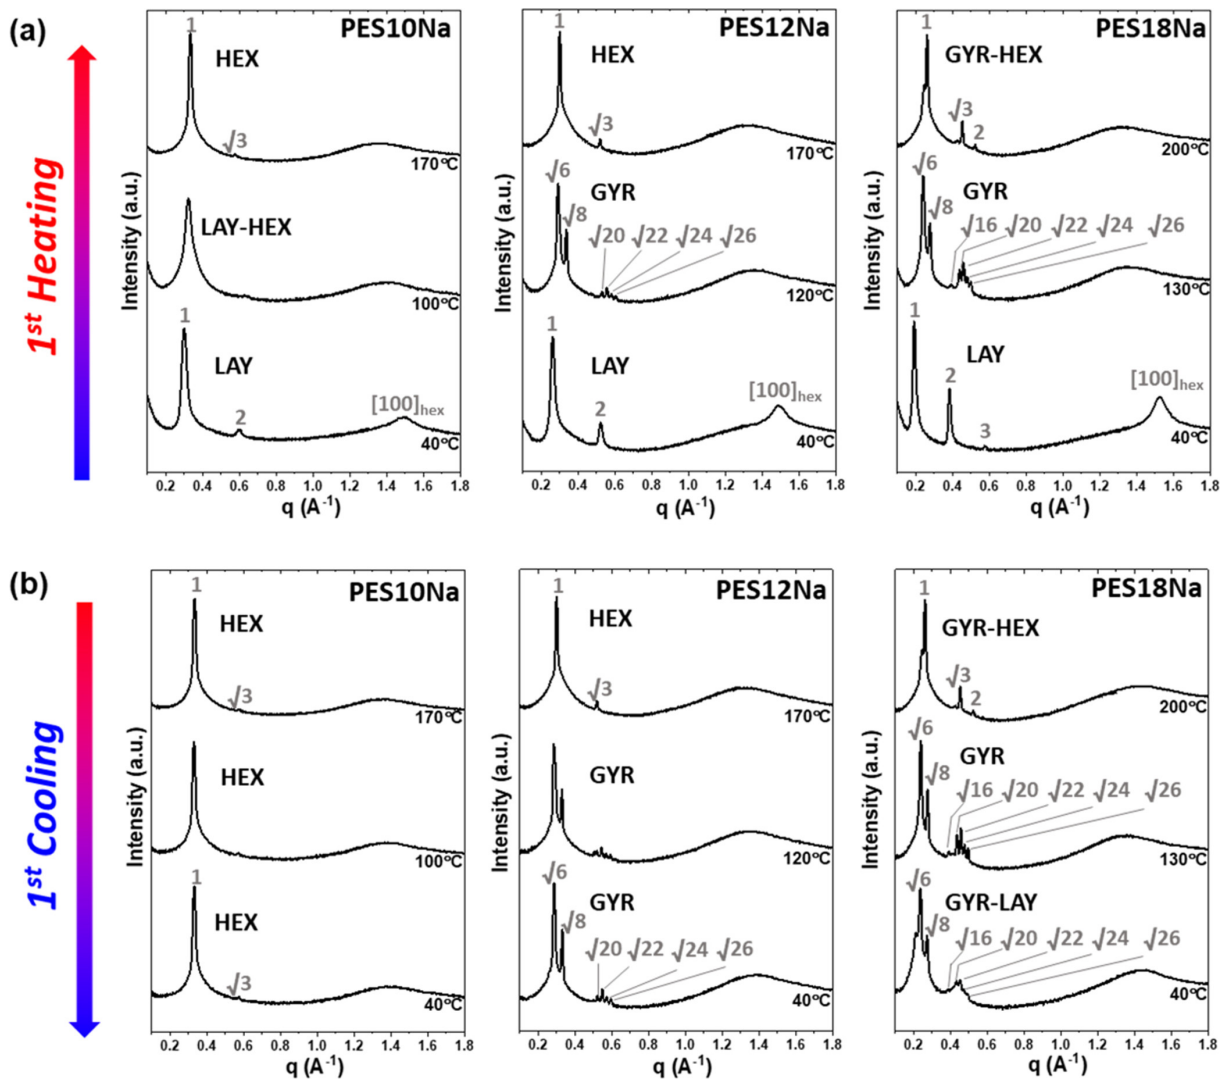 (a)
1st Heating
PES10Na
1
HEX
√3
170°C
LAY-HEX
100°C
1
LAY
2
[100]hex
40°C
Intensity (a.u.)
0.2 0.4 0.6 0.8 1.0 1.2 1.4 1.6 1.8
q (A-1)
PES12Na
1
HEX
√3
170°C
√6
GYR
√8
√20 √22 √24 √26
120°C
1
LAY
2
[100]hex
40°C
Intensity (a.u.)
0.2 0.4 0.6 0.8 1.0 1.2 1.4 1.6 1.8
q (A-1)
PES18Na
1
GYR-HEX
√3
2
200°C
√6
GYR
√8
√16 √20 √22 √24 √26
130°C
1
LAY
2
3
[100]hex
40°C
Intensity (a.u.)
0.2 0.4 0.6 0.8 1.0 1.2 1.4 1.6 1.8
q (A-1)
(b)
1st Cooling
PES10Na
1
HEX
√3
170°C
HEX
100°C
1
HEX
√3
40°C
Intensity (a.u.)
0.2 0.4 0.6 0.8 1.0 1.2 1.4 1.6 1.8
q (A-1)
PES12Na
1
HEX
√3
170°C
GYR
120°C
√6
GYR
√8
√20 √22 √24 √26
40°C
Intensity (a.u.)
0.2 0.4 0.6 0.8 1.0 1.2 1.4 1.6 1.8
q (A-1)
PES18Na
1
GYR-HEX
√3
2
200°C
√6
GYR
√8
√16 √20 √22 √24 √26
130°C
√6
GYR-LAY
√8
√16 √20 √22 √24 √26
40°C
Intensity (a.u.)
0.2 0.4 0.6 0.8 1.0 1.2 1.4 1.6 1.8
q (A-1)